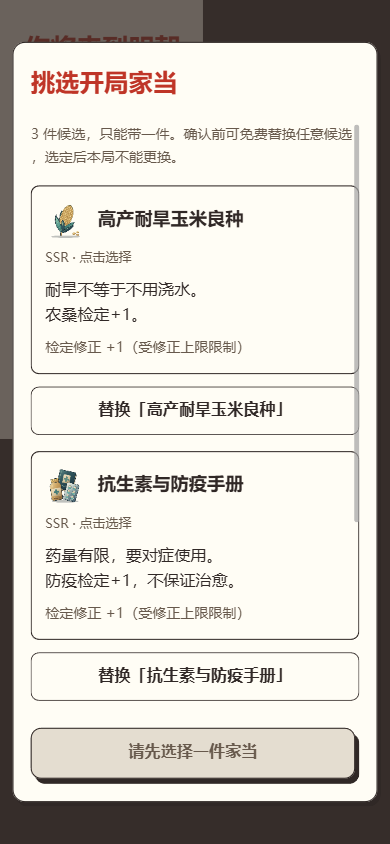 挑选开局家当
3 件候选，只能带一件。确认前可免费替换任意候选
，选定后本局不能更换。
高产耐旱玉米良种
SSR · 点击选择
耐旱不等于不用浇水。
农桑检定+1。
检定修正 +1（受修正上限限制）
替换「高产耐旱玉米良种」
抗生素与防疫手册
SSR · 点击选择
药量有限，要对症使用。
防疫检定+1，不保证治愈。
检定修正 +1（受修正上限限制）
替换「抗生素与防疫手册」
请先选择一件家当